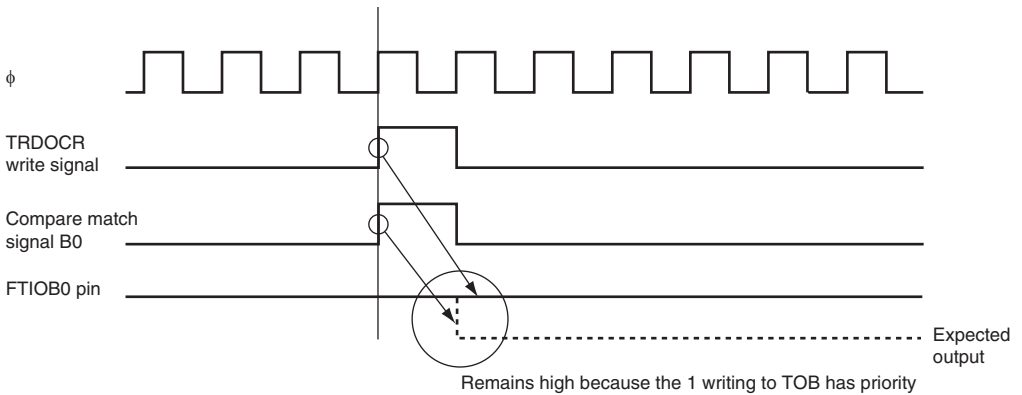 ϕ
TRDOCR
write signal
Compare match
signal B0
FTIOB0 pin
Expected
output
Remains high because the 1 writing to TOB has priority